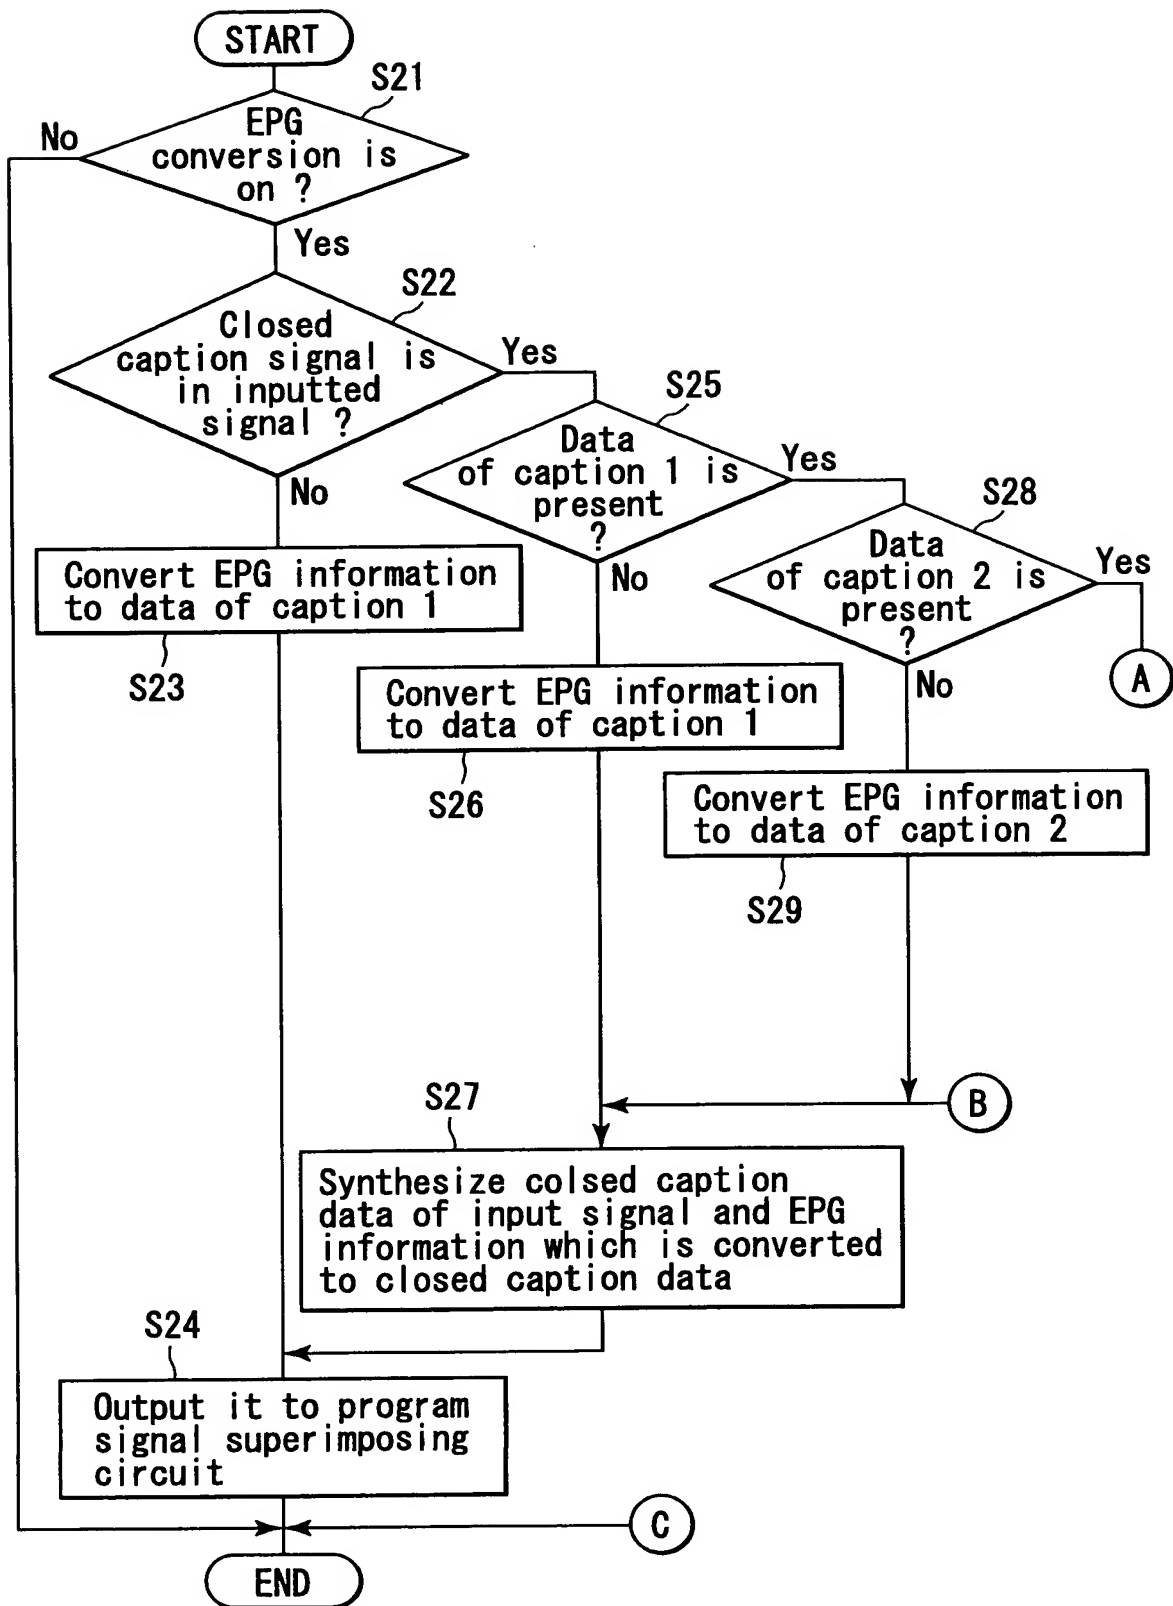 START
S21
No
EPG
conversion is
on ?
Yes
S22
Closed
caption signal is
in inputted
signal ?
Yes
No
S25
Data
of caption 1 is
present
?
Yes
No
S28
Data
of caption 2 is
present
?
Yes
No
A
Convert EPG information
to data of caption 1
S23
Convert EPG information
to data of caption 1
S26
Convert EPG information
to data of caption 2
S29
B
S27
Synthesize colsed caption
data of input signal and EPG
information which is converted
to closed caption data
S24
Output it to program
signal superimposing
circuit
C
END